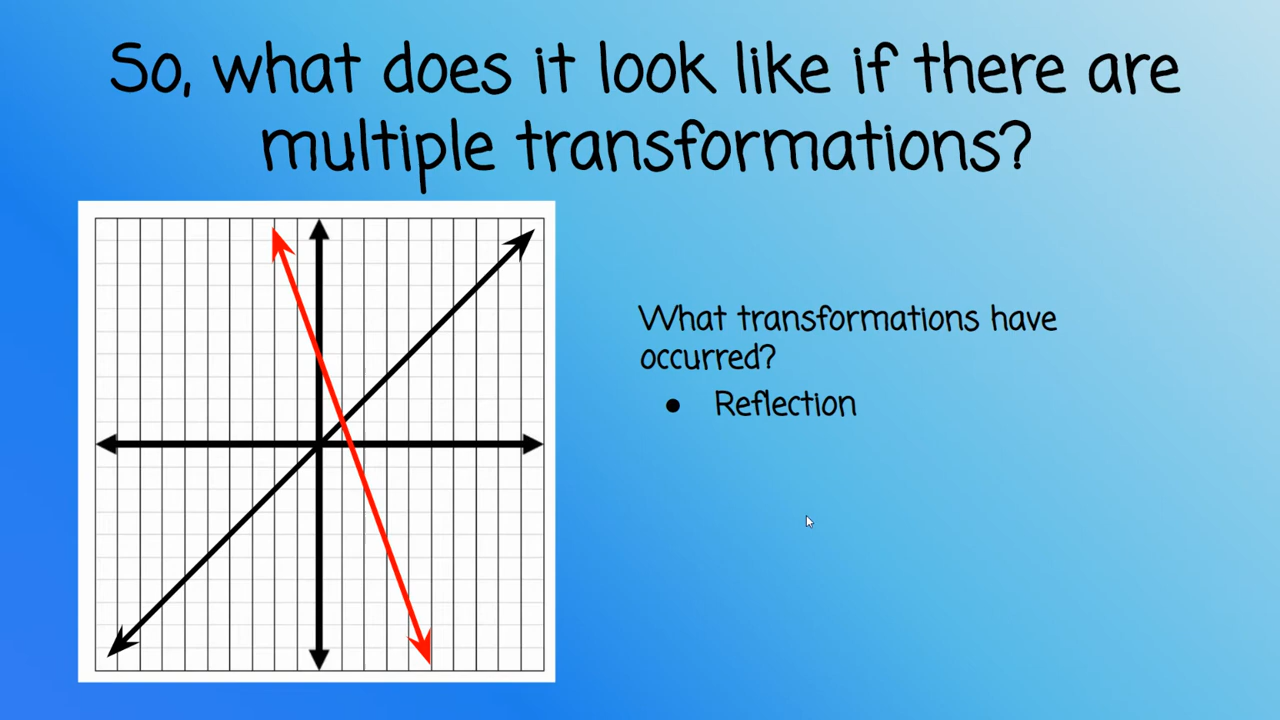 So, what does it look like if there are
multiple transformations?
What transformations have
occurred?
● Reflection